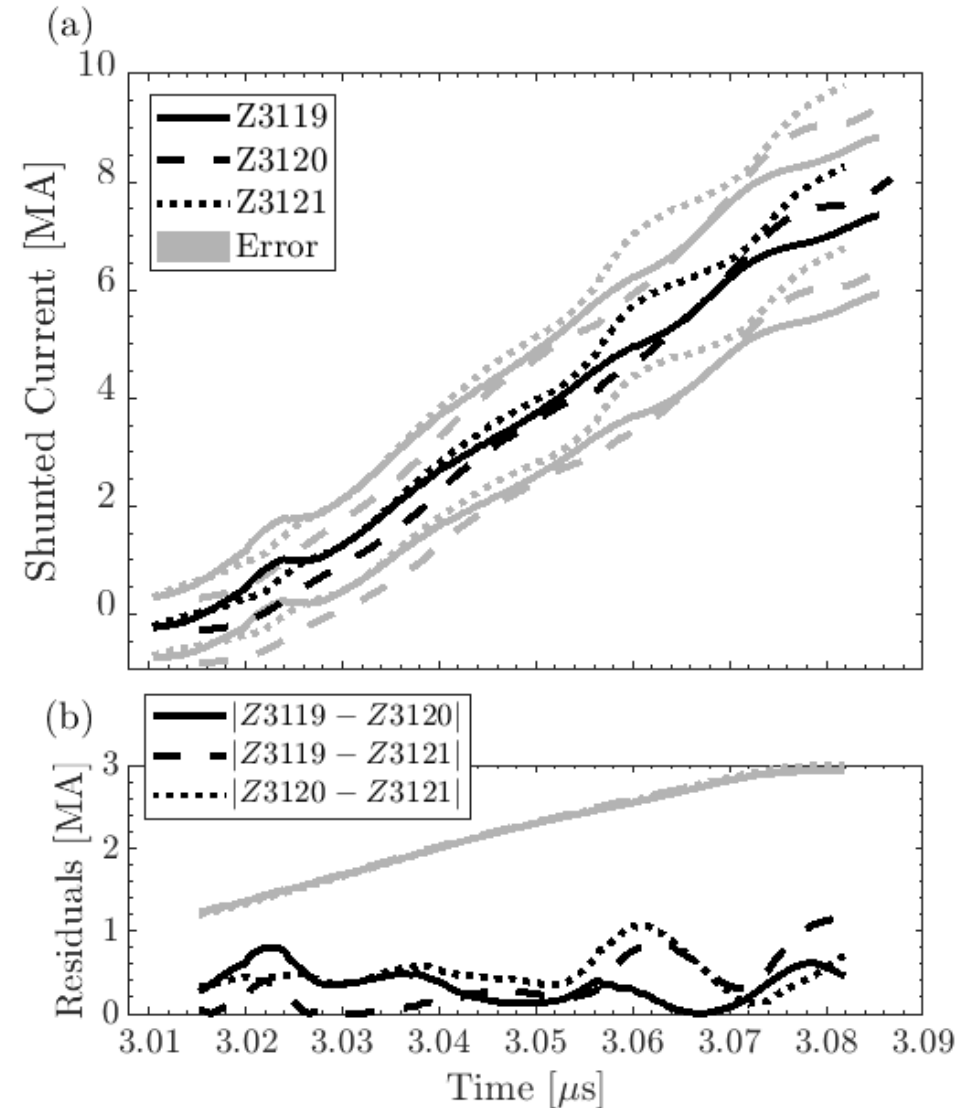 (a)
10
8
6
4
2
0
Shunted Current [MA]
Z3119
Z3120
Z3121
Error
(b)
|Z3119 − Z3120|
|Z3119 − Z3121|
|Z3120 − Z3121|
3
2
1
0
Residuals [MA]
3.01 3.02 3.03 3.04 3.05 3.06 3.07 3.08 3.09
Time [μs]